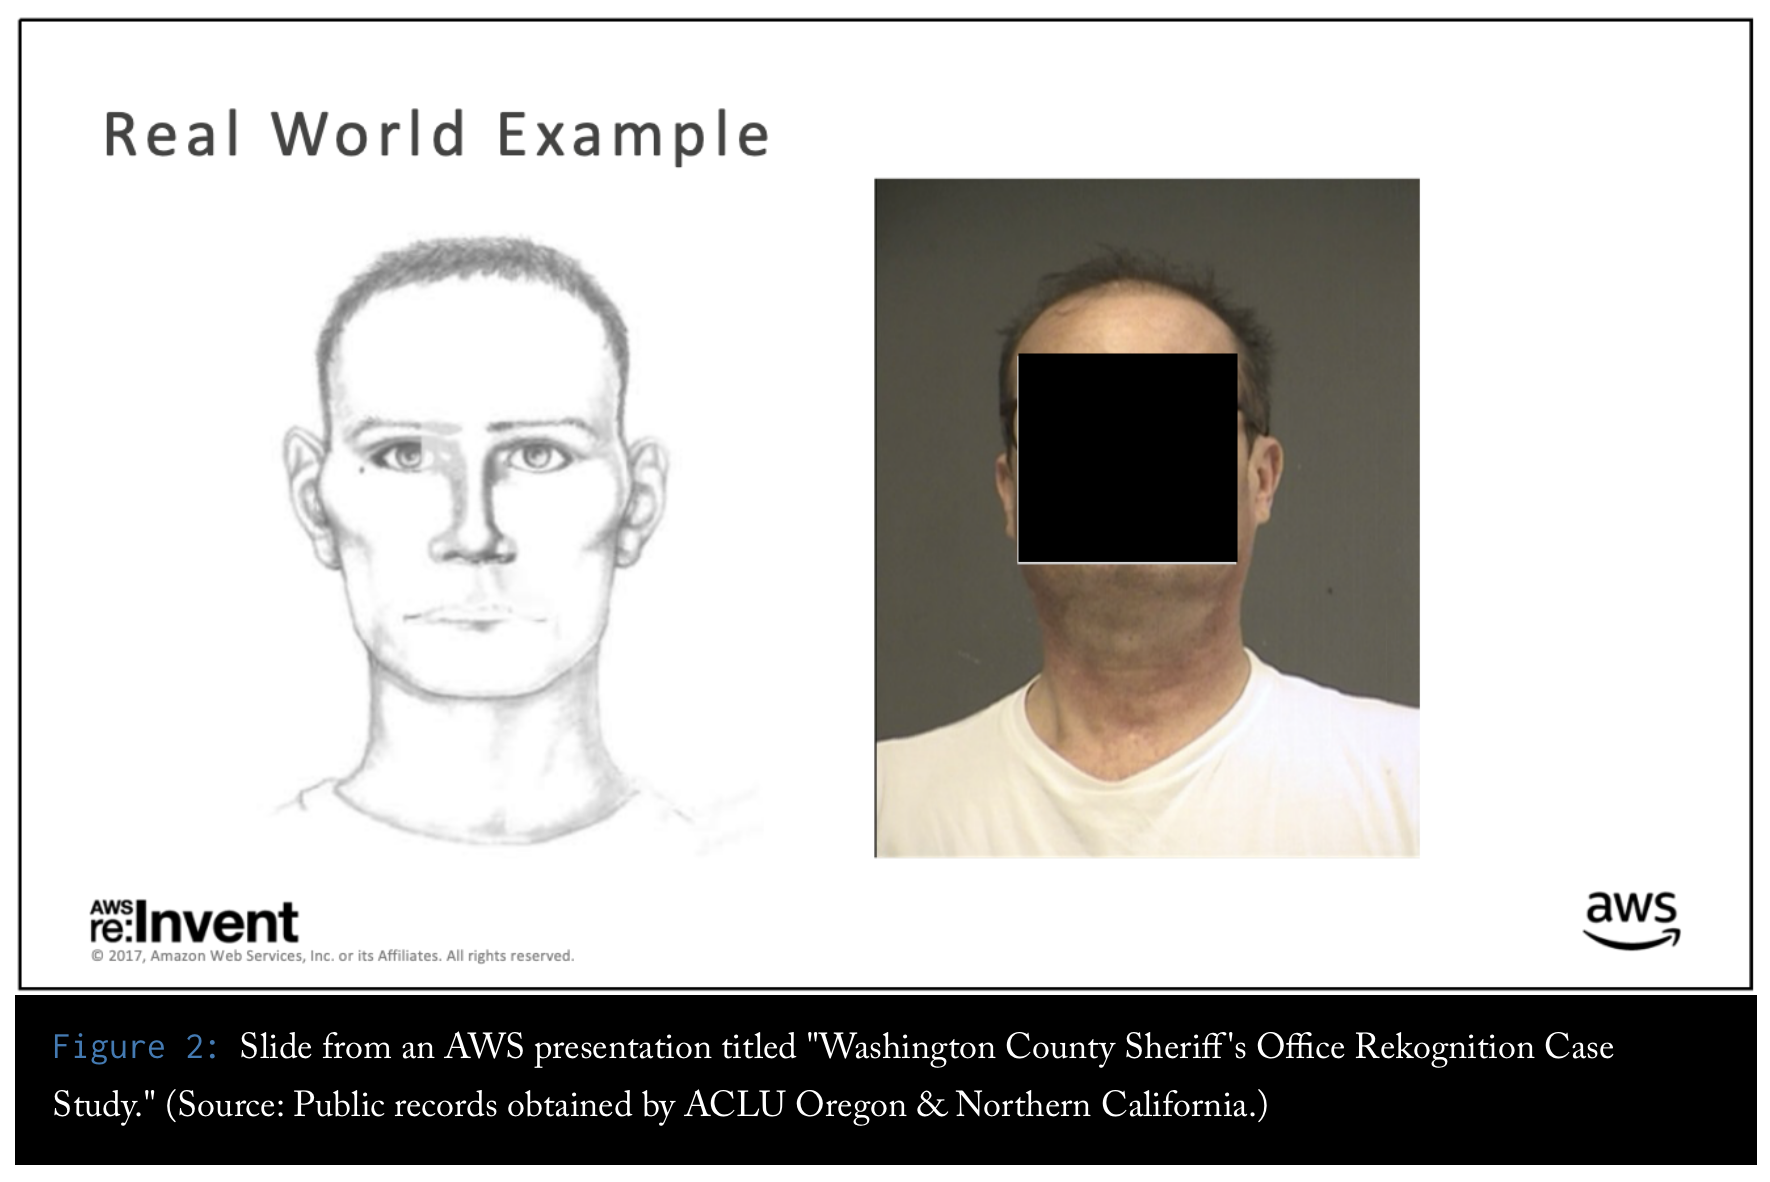 Real World Example
AWS
re:Invent
© 2017, Amazon Web Services, Inc. or its Affiliates. All rights reserved.
aws
Figure 2: Slide from an AWS presentation titled "Washington County Sheriff's Office Rekognition Case
Study." (Source: Public records obtained by ACLU Oregon & Northern California.)